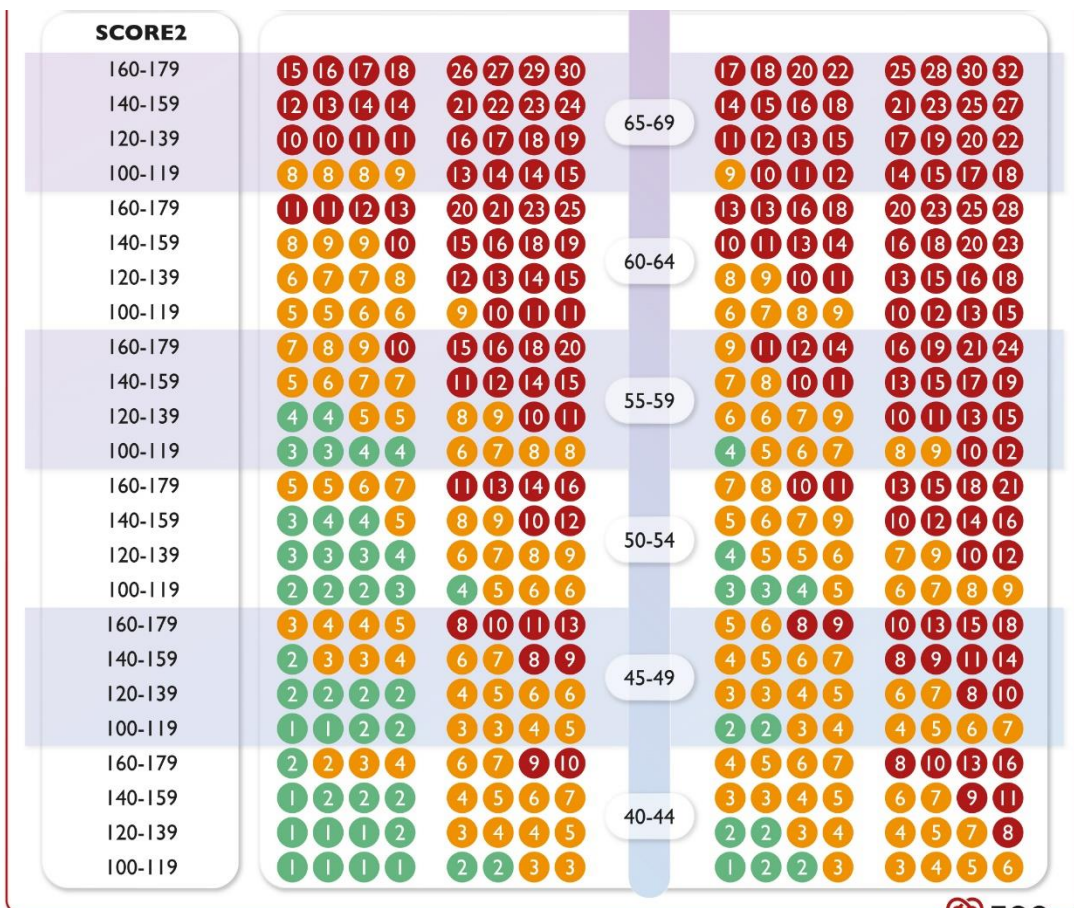 SCORE2
160-179 15 16 17 18 26 27 29 30 17 18 20 22 25 28 30 32
140-159 12 13 14 14 21 22 23 24 14 15 16 18 21 23 25 27
65-69
120-139 10 10 11 11 16 17 18 19 11 12 13 15 17 19 20 22
100-119 8 8 8 9 13 14 14 15 9 10 11 12 14 15 17 18
160-179 11 11 12 13 20 21 23 25 13 13 16 18 20 23 25 28
140-159 8 9 9 10 15 16 18 19 10 11 13 14 16 18 20 23
60-64
120-139 6 7 7 8 12 13 14 15 8 9 10 11 13 15 16 18
100-119 5 5 6 6 9 10 11 11 6 7 8 9 10 12 13 15
160-179 7 8 9 10 15 16 18 20 9 11 12 14 16 19 21 24
140-159 5 6 7 7 11 12 14 15 7 8 10 11 13 15 17 19
55-59
120-139 4 4 5 5 8 9 10 11 6 6 7 9 10 11 13 15
100-119 3 3 4 4 6 7 8 8 4 5 6 7 8 9 10 12
160-179 5 5 6 7 11 13 14 16 7 8 10 11 13 15 18 21
140-159 3 4 4 5 8 9 10 12 5 6 7 9 10 12 14 16
50-54
120-139 3 3 3 4 6 7 8 9 4 5 5 6 7 9 10 12
100-119 2 2 2 3 4 5 6 6 3 3 4 5 6 7 8 9
160-179 3 4 4 5 8 10 11 13 5 6 8 9 10 13 15 18
140-159 2 3 3 4 6 7 8 9 4 5 6 7 8 9 11 14
45-49
120-139 2 2 2 2 4 5 6 6 3 3 4 5 6 7 8 10
100-119 1 1 2 2 3 3 4 5 2 2 3 4 4 5 6 7
160-179 2 2 3 4 6 7 9 10 4 5 6 7 8 10 13 16
140-159 1 2 2 2 4 5 6 7 3 3 4 5 6 7 9 11
40-44
120-139 1 1 1 2 3 4 4 5 2 2 3 4 4 5 7 8
100-119 1 1 1 1 2 2 3 3 1 2 2 3 3 4 5 6